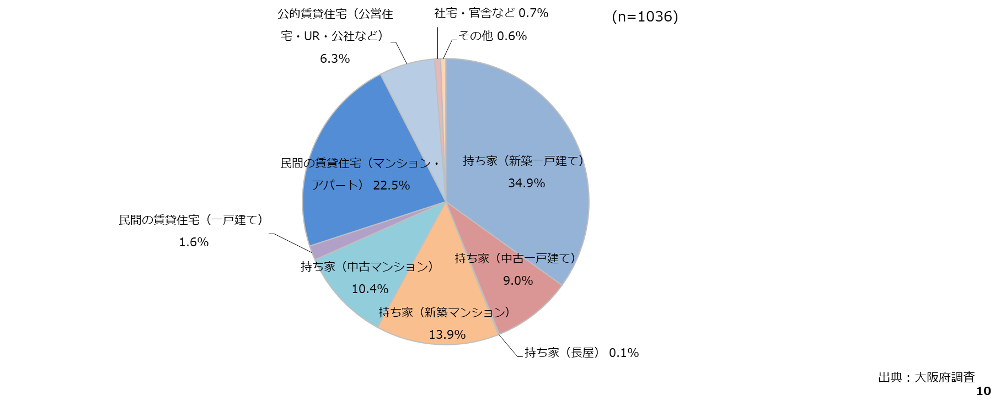 公的賃貸住宅（公営住
宅・UR・公社など）
6.3%
社宅・官舎など 0.7%
その他 0.6%
(n=1036)
持ち家（新築一戸建て）
34.9%
民間の賃貸住宅（マンション・
アパート） 22.5%
民間の賃貸住宅（一戸建て）
1.6%
持ち家（中古一戸建て）
9.0%
持ち家（中古マンション）
10.4%
持ち家（新築マンション）
13.9%
持ち家（長屋） 0.1%
出典：大阪府調査
10